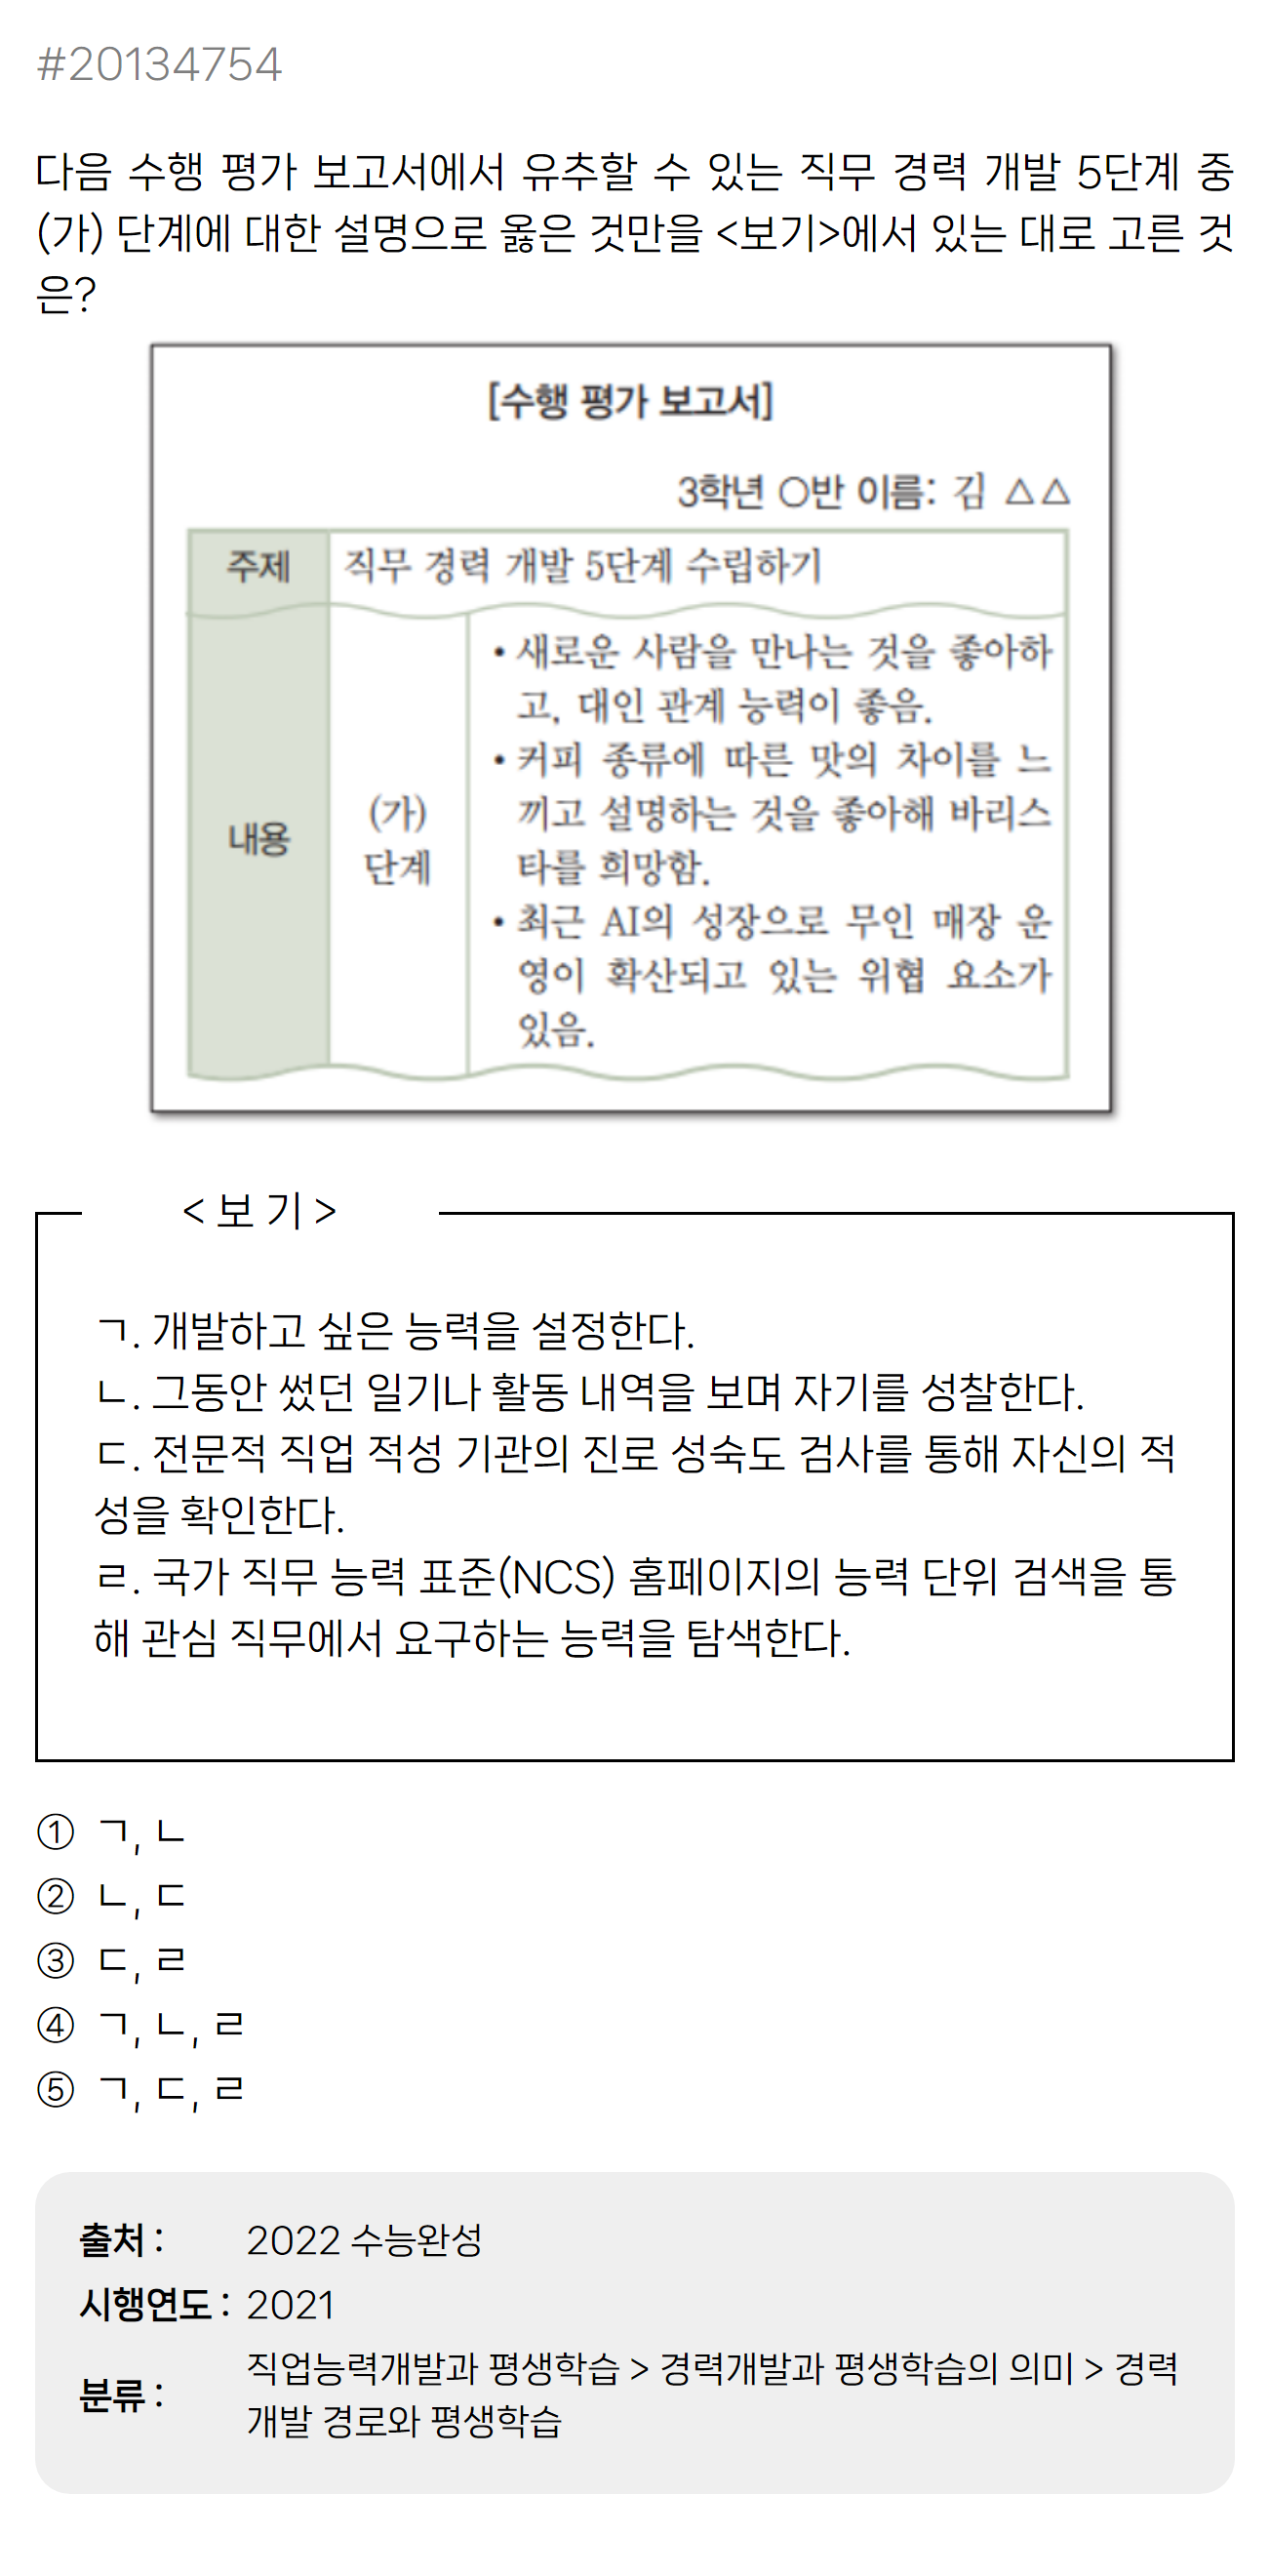 #20134754
다음 수행 평가 보고서에서 유추할 수 있는 직무 경력 개발 5단계 중
(가) 단계에 대한 설명으로 옳은 것만을 <보기>에서 있는 대로 고른 것
은?
[수행 평가 보고서]
3학년 ○반 이름: 김 △△
주제 직무 경력 개발 5단계 수립하기
내용
(가)
단계
• 새로운 사람을 만나는 것을 좋아하
고, 대인 관계 능력이 좋음.
• 커피 종류에 따른 맛의 차이를 느
끼고 설명하는 것을 좋아해 바리스
타를 희망함.
• 최근 AI의 성장으로 무인 매장 운
영이 확산되고 있는 위협 요소가
있음.
< 보 기 >
ㄱ. 개발하고 싶은 능력을 설정한다.
ㄴ. 그동안 썼던 일기나 활동 내역을 보며 자기를 성찰한다.
ㄷ. 전문적 직업 적성 기관의 진로 성숙도 검사를 통해 자신의 적
성을 확인한다.
ㄹ. 국가 직무 능력 표준(NCS) 홈페이지의 능력 단위 검색을 통
해 관심 직무에서 요구하는 능력을 탐색한다.
① ㄱ, ㄴ
② ㄴ, ㄷ
③ ㄷ, ㄹ
④ ㄱ, ㄴ, ㄹ
⑤ ㄱ, ㄷ, ㄹ
출처 : 2022 수능완성
시행연도 : 2021
분류 : 직업능력개발과 평생학습 > 경력개발과 평생학습의 의미 > 경력
개발 경로와 평생학습